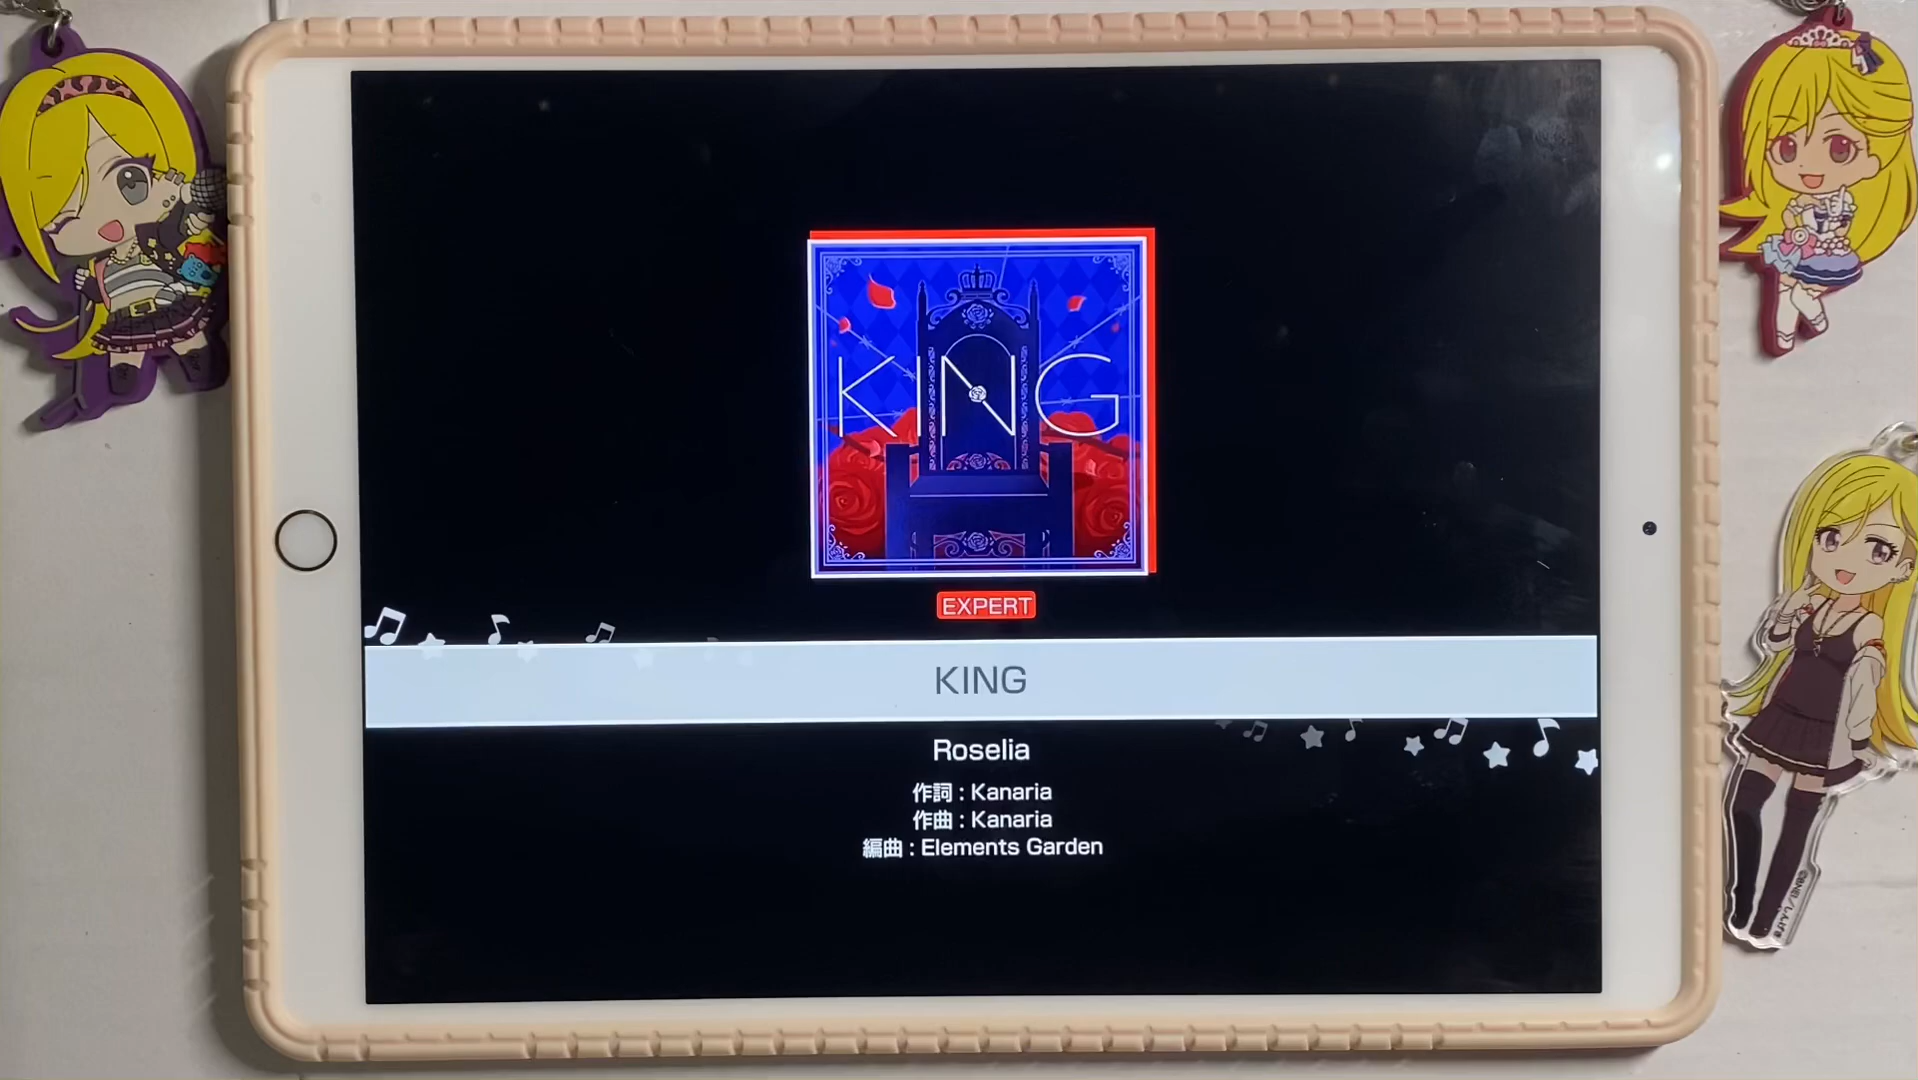 KING
EXPERT
KING
Roselia
作詞 : Kanaria
作曲 : Kanaria
編曲 : Elements Garden